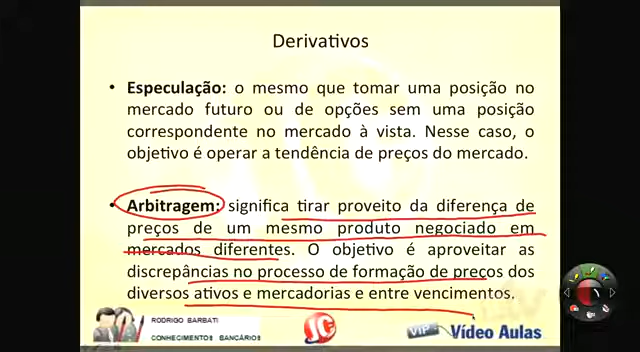 Derivativos
• Especulação: o mesmo que tomar uma posição no
mercado futuro ou de opções sem uma posição
correspondente no mercado à vista. Nesse caso, o
objetivo é operar a tendência de preços do mercado.
• Arbitragem: significa tirar proveito da diferença de
preços de um mesmo produto negociado em
mercados diferentes. O objetivo é aproveitar as
discrepâncias no processo de formação de preços dos
diversos ativos e mercadorias e entre vencimentos.
RODRIGO BARBATI
CONHECIMENTOS BANCÁRIOS
VIP Vídeo Aulas